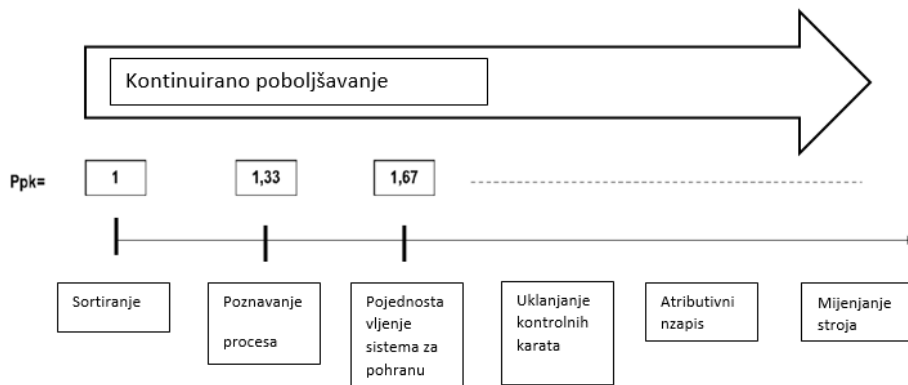 Kontinuirano poboljšavanje
Ppk= 1 1,33 1,67
Sortiranje
Poznavanje
procesa
Pojednosta
vljenje
sistema za
pohranu
Uklanjanje
kontrolnih
karata
Atributivni
nzapis
Mijenjanje
stroja